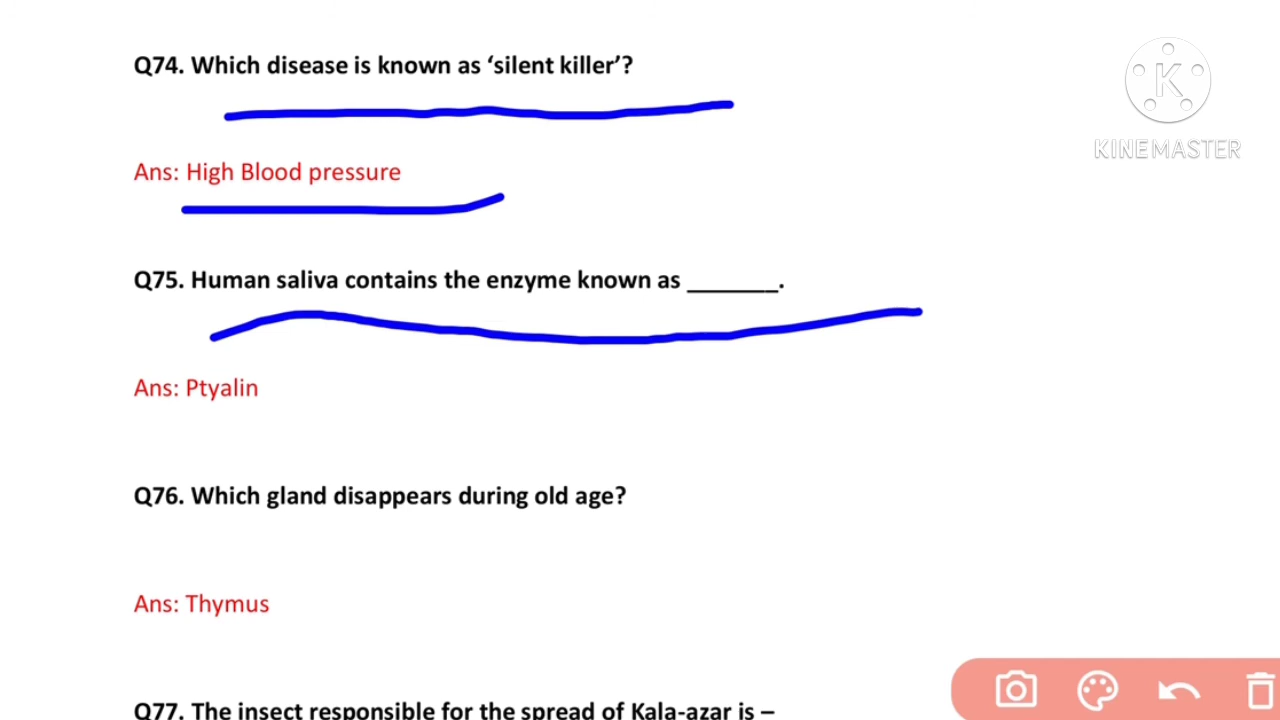 Q74. Which disease is known as ‘silent killer’?
KINEMASTER
Ans: High Blood pressure
Q75. Human saliva contains the enzyme known as _______.
Ans: Ptyalin
Q76. Which gland disappears during old age?
Ans: Thymus
Q77. The insect responsible for the spread of Kala-azar is –